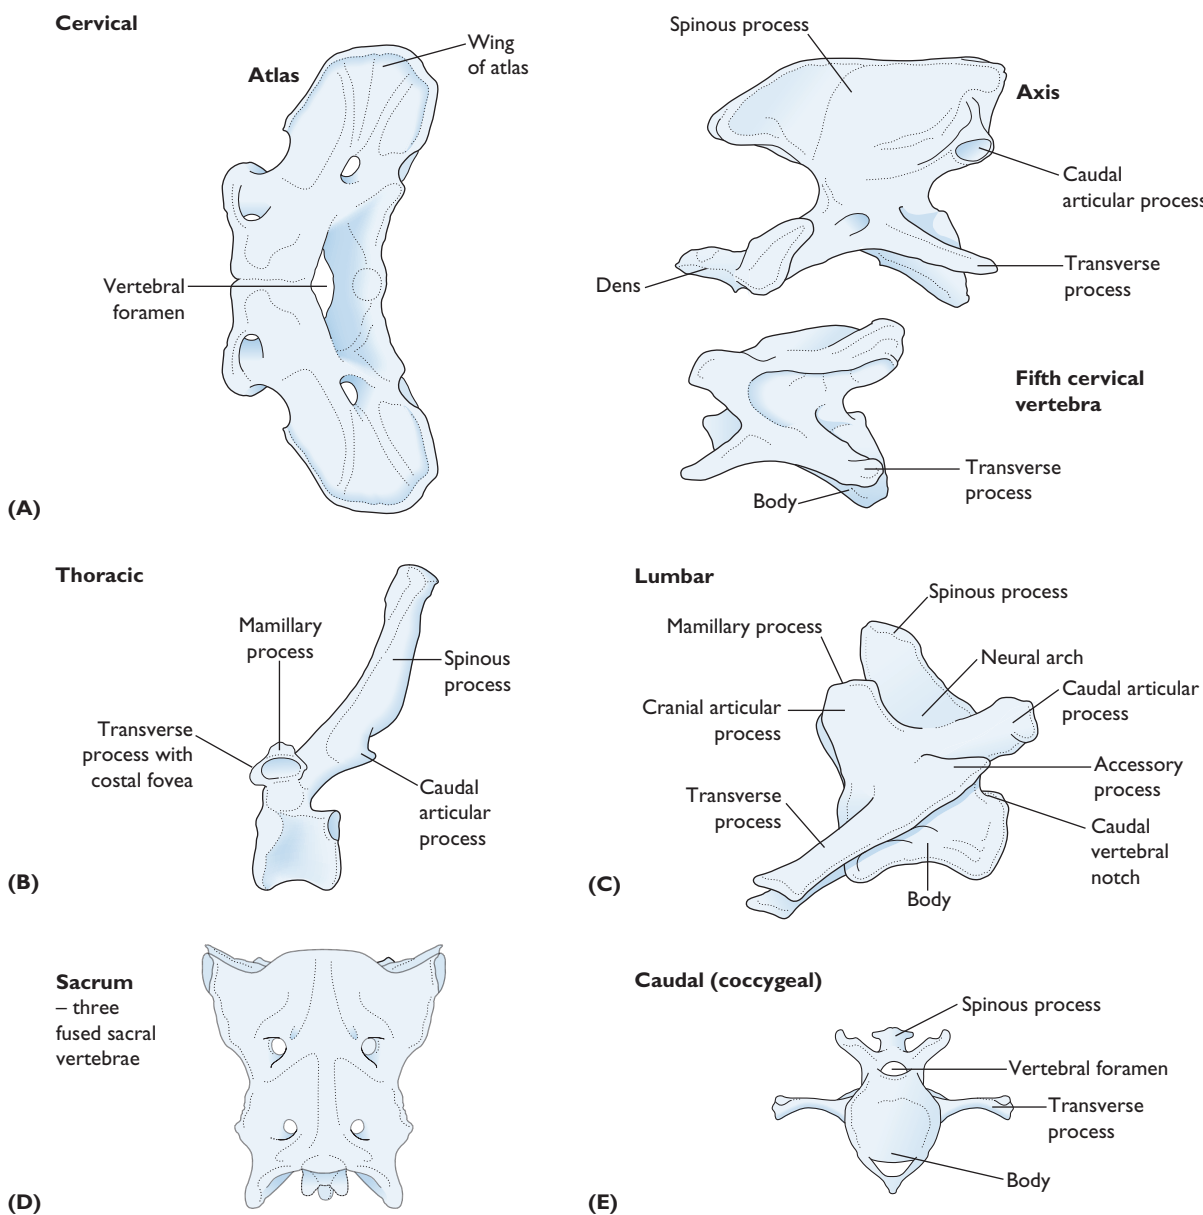 Cervical
Atlas
Wing
of atlas
Vertebral
foramen
Spinous process
Axis
Caudal
articular process
Dens
Transverse
process
Fifth cervical
vertebra
Transverse
process
Body
(A)
Thoracic
Mamillary
process
Spinous
process
Transverse
process with
costal fovea
Caudal
articular
process
(B)
Lumbar
Spinous process
Mamillary process
Neural arch
Cranial articular
process
Caudal articular
process
Accessory
process
Transverse
process
Caudal
vertebral
notch
Body
(C)
Sacrum
– three
fused sacral
vertebrae
(D)
Caudal (coccygeal)
Spinous process
Vertebral foramen
Transverse
process
Body
(E)